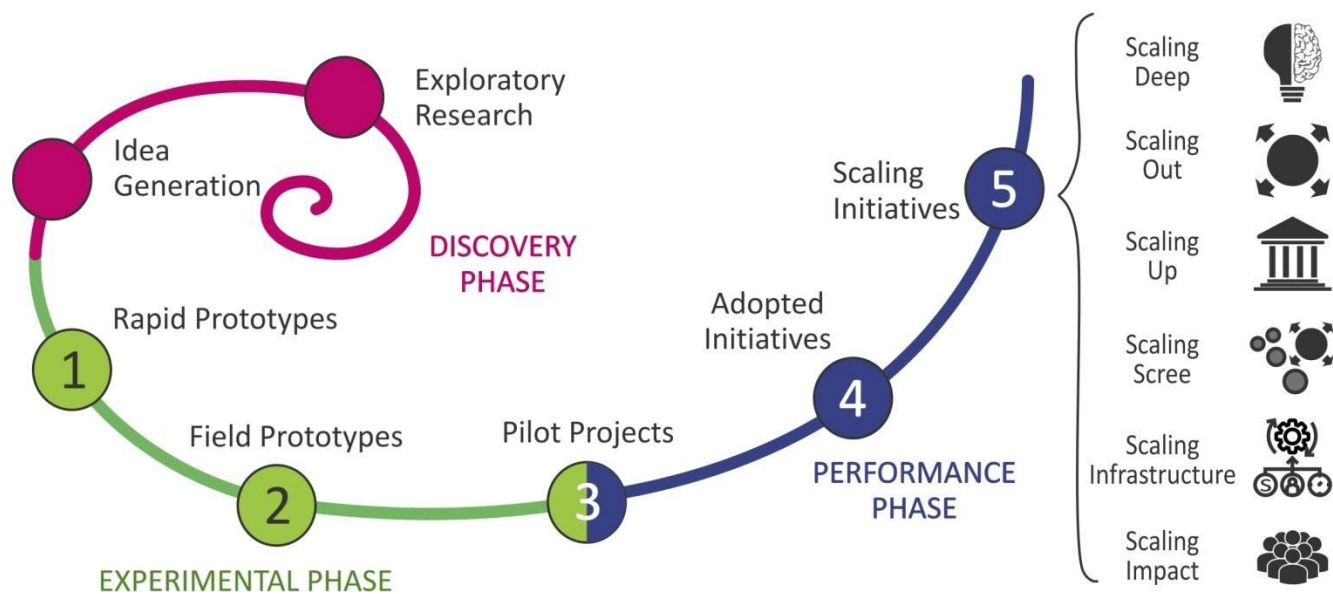 Exploratory
Research
Idea
Generation
DISCOVERY
PHASE
Rapid Prototypes
1
Field Prototypes
2
EXPERIMENTAL PHASE
Pilot Projects
3
Adopted
Initiatives
4
PERFORMANCE
PHASE
Scaling
Initiatives
5
Scaling
Deep
Scaling
Out
Scaling
Up
Scaling
Scree
Scaling
Infrastructure
S
Scaling
Impact